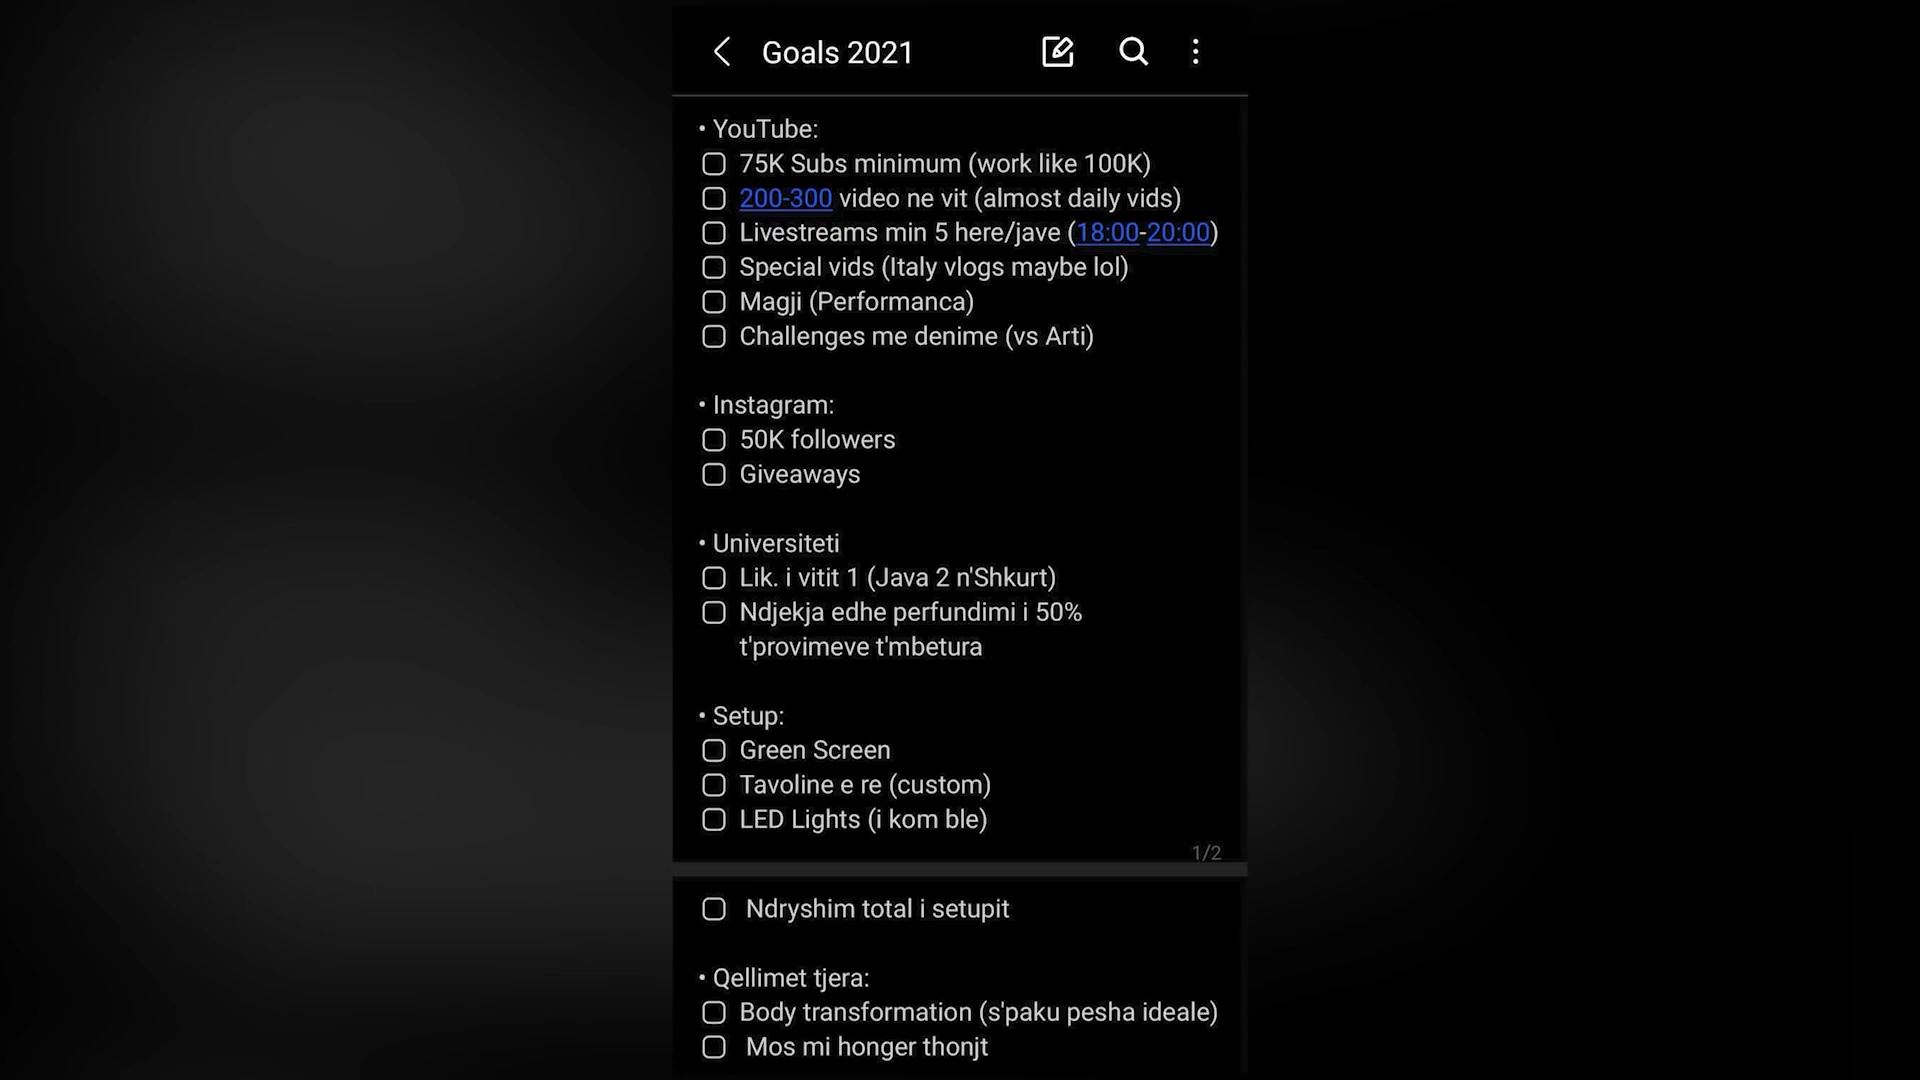 Goals 2021
• YouTube:
75K Subs minimum (work like 100K)
200-300 video ne vit (almost daily vids)
Livestreams min 5 here/jave (18:00-20:00)
Special vids (Italy vlogs maybe lol)
Magji (Performanca)
Challenges me denime (vs Arti)
• Instagram:
50K followers
Giveaways
• Universiteti
Lik. i vitit 1 (Java 2 n'Shkurt)
Ndjekja edhe perfundimi i 50%
t'provimeve t'mbetura
• Setup:
Green Screen
Tavoline e re (custom)
LED Lights (i kom ble)
1/2
Ndryshim total i setupit
• Qellimet tjera:
Body transformation (s'paku pesha ideale)
Mos mi honger thonjt